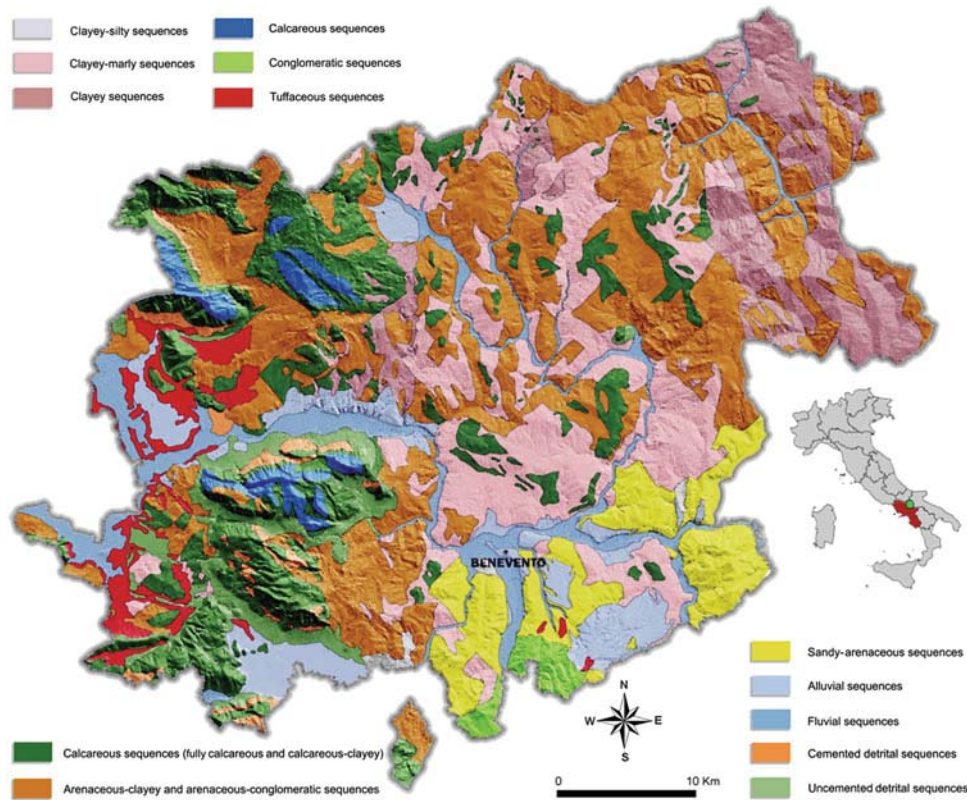 Clayey-silty sequences
Calcareous sequences
Clayey-marly sequences
Conglomeratic sequences
Clayey sequences
Tuffaceous sequences
BENEVENTO
Sandy-arenaceous sequences
Alluvial sequences
Fluvial sequences
Cemented detrital sequences
Uncemented detrital sequences
N
W E
S
0 10 Km
Calcareous sequences (fully calcareous and calcareous-clayey)
Arenaceous-clayey and arenaceous-conglomeratic sequences